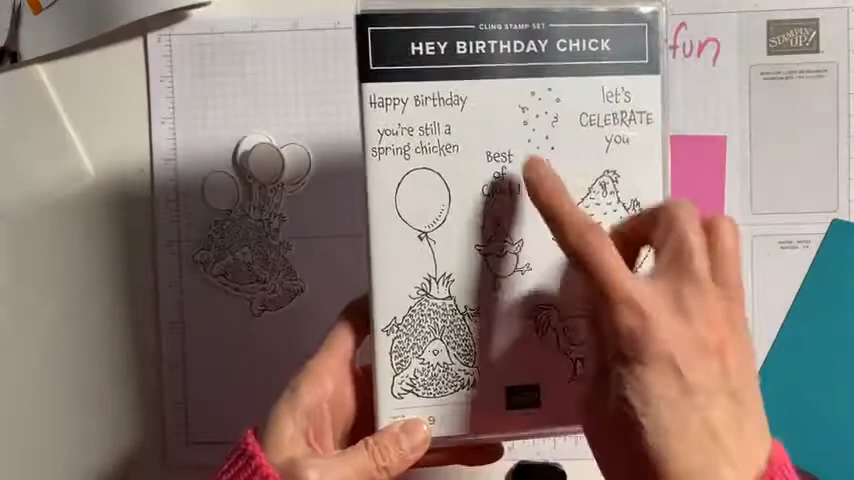 CLING STAMP SET
HEY BIRTHDAY CHICK
Happy Birthday
you're still a
spring chicken
Best
of
let's
CELEBRATE
you
fun
STAMPIN' UP!